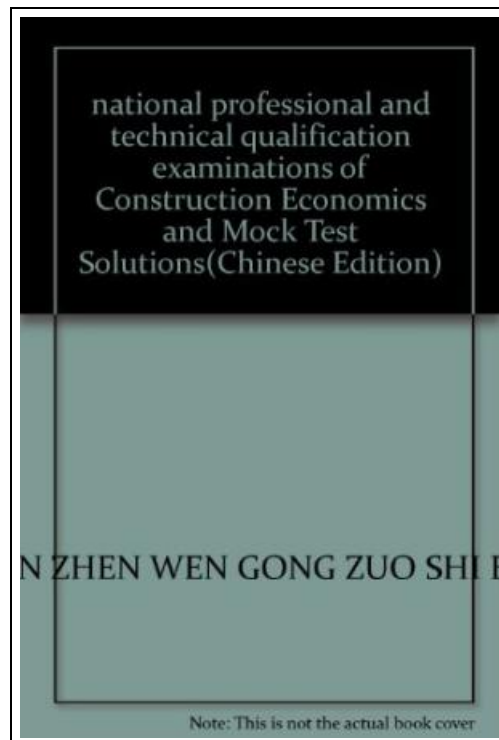 national professional and
technical qualification
examinations of
Construction Economics
and Mock Test
Solutions(Chinese Edition)
ZHEN WEN GONG ZUO SHI
Note: This is not the actual book cover